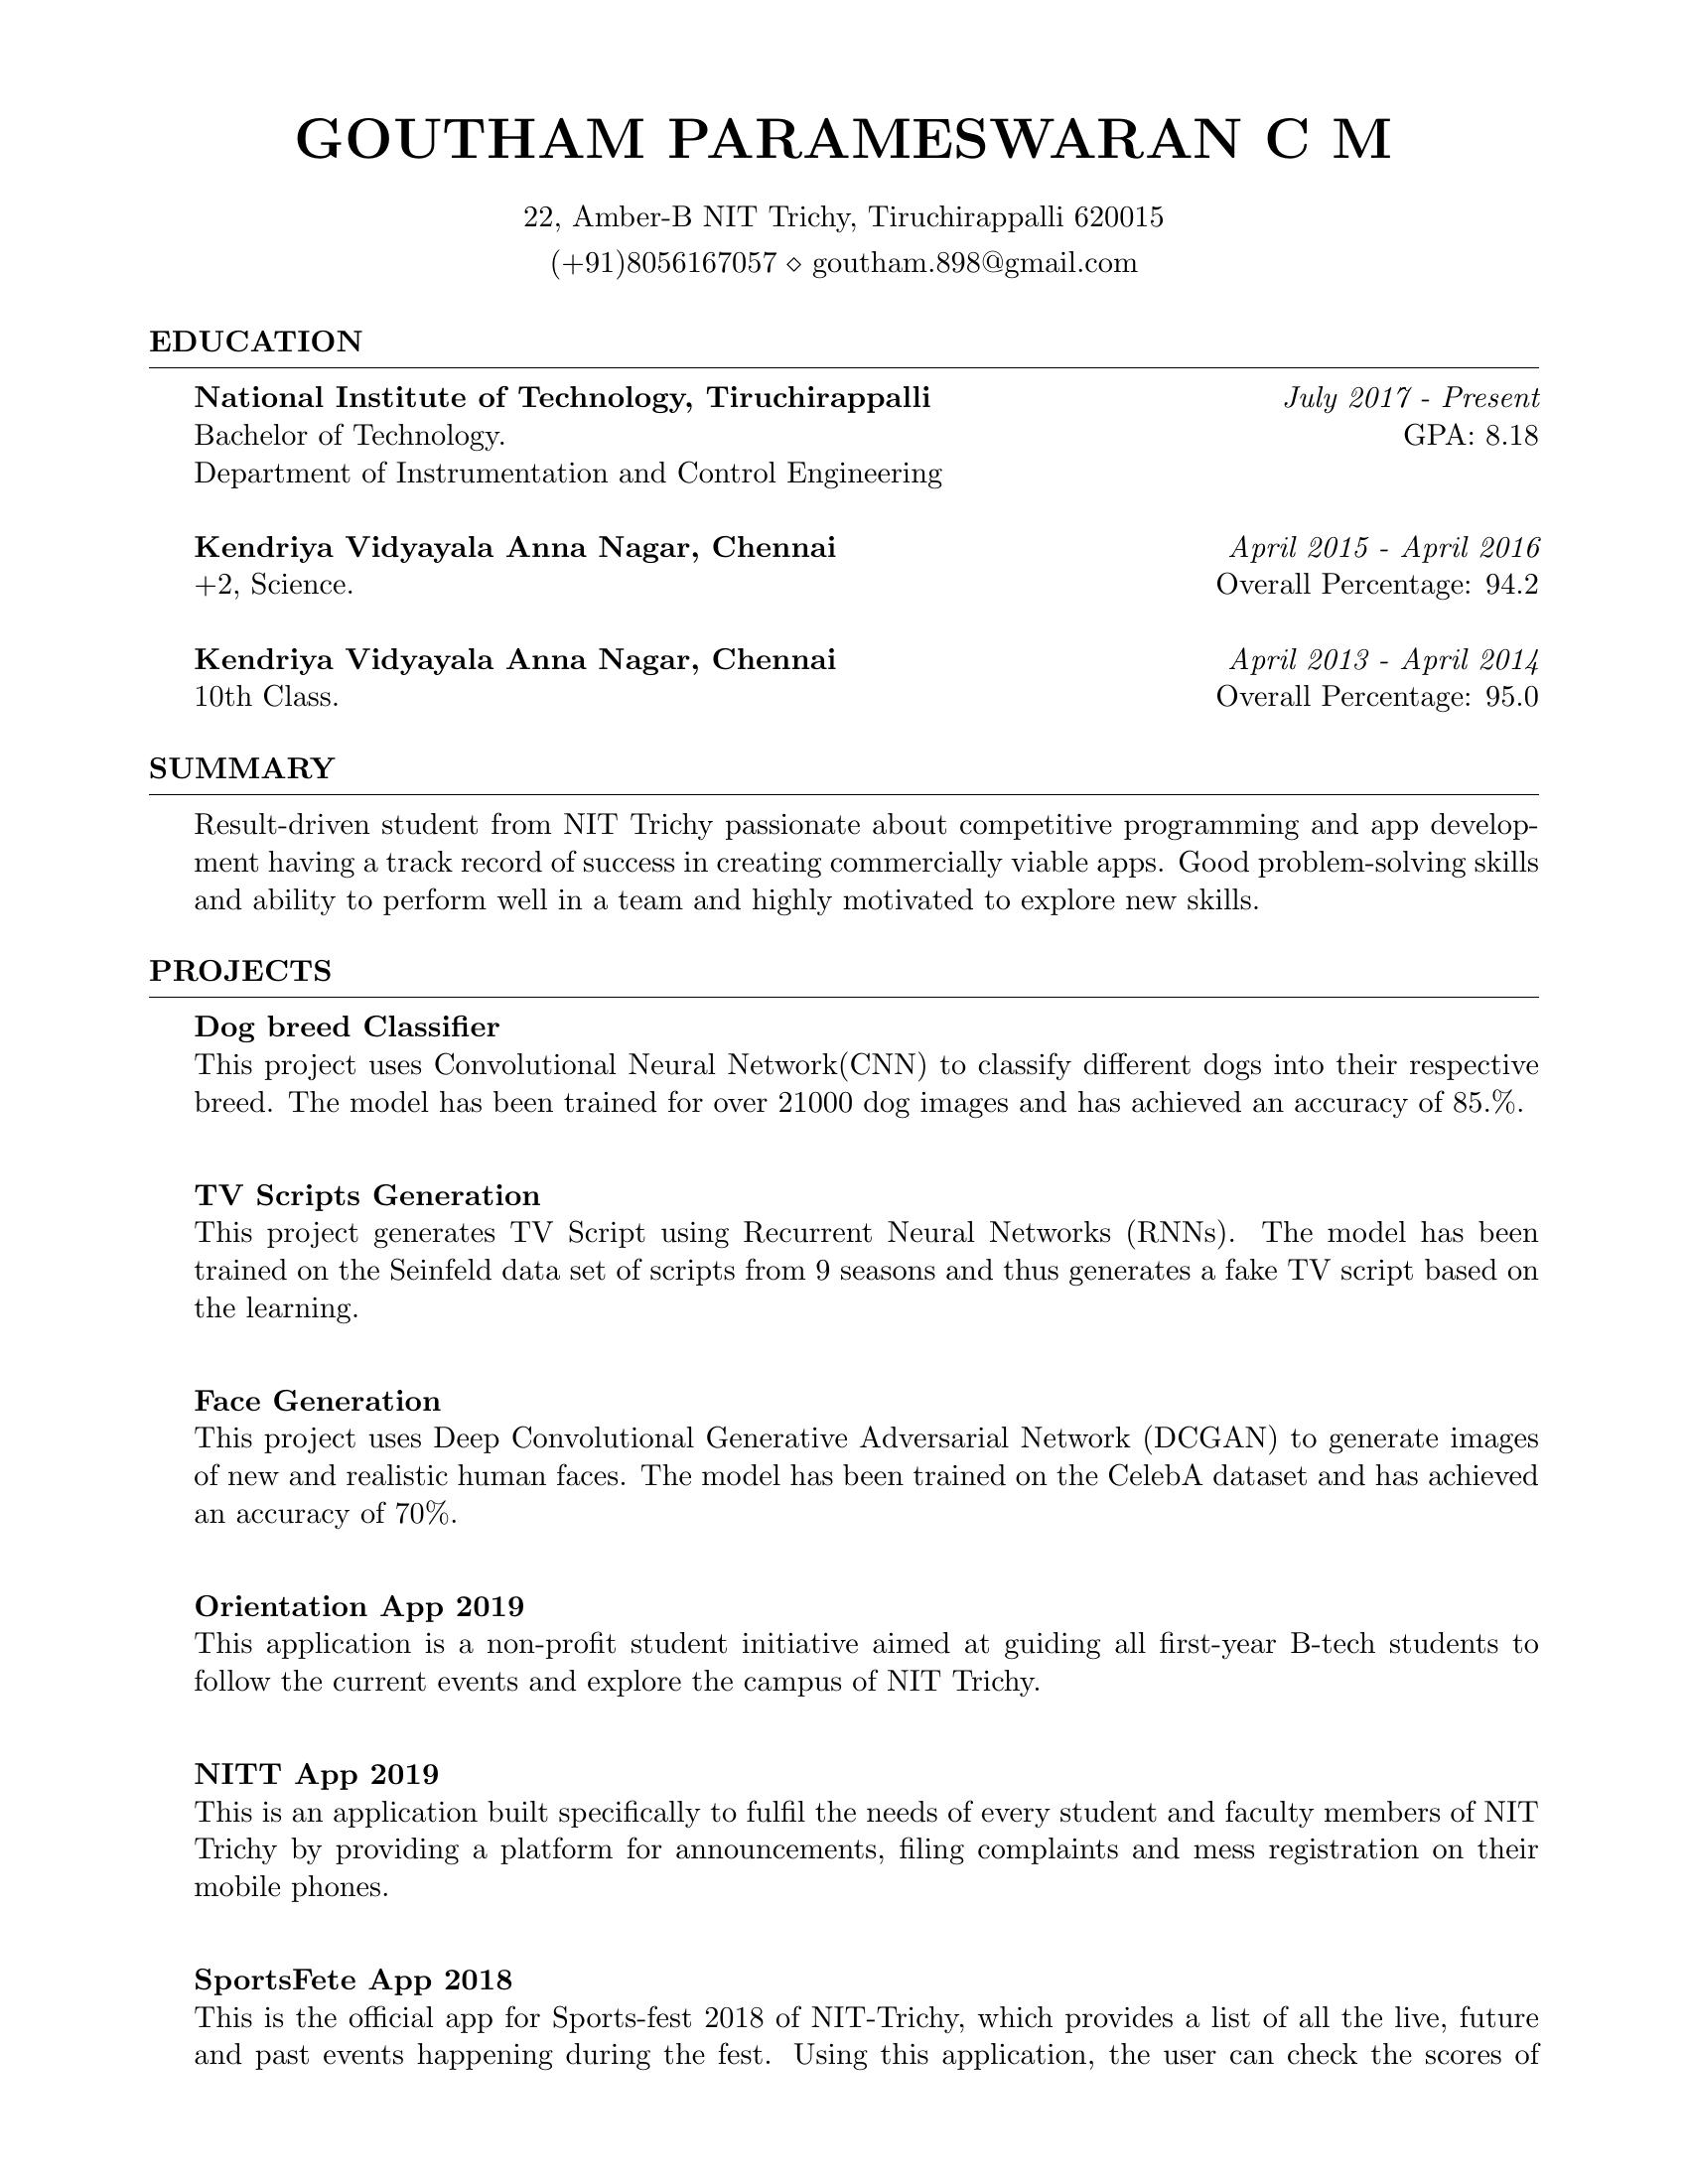 GOUTHAM PARAMESWARAN C M
22, Amber-B NIT Trichy, Tiruchirappalli 620015
(+91)8056167057 ⋄ goutham.898@gmail.com
EDUCATION
National Institute of Technology, Tiruchirappalli July 2017 - Present
Bachelor of Technology. GPA: 8.18
Department of Instrumentation and Control Engineering
Kendriya Vidyayala Anna Nagar, Chennai April 2015 - April 2016
+2, Science. Overall Percentage: 94.2
Kendriya Vidyayala Anna Nagar, Chennai April 2013 - April 2014
10th Class. Overall Percentage: 95.0
SUMMARY
Result-driven student from NIT Trichy passionate about competitive programming and app develop-
ment having a track record of success in creating commercially viable apps. Good problem-solving skills
and ability to perform well in a team and highly motivated to explore new skills.
PROJECTS
Dog breed Classifier
This project uses Convolutional Neural Network(CNN) to classify different dogs into their respective
breed. The model has been trained for over 21000 dog images and has achieved an accuracy of 85.%.
TV Scripts Generation
This project generates TV Script using Recurrent Neural Networks (RNNs). The model has been
trained on the Seinfeld data set of scripts from 9 seasons and thus generates a fake TV script based on
the learning.
Face Generation
This project uses Deep Convolutional Generative Adversarial Network (DCGAN) to generate images
of new and realistic human faces. The model has been trained on the CelebA dataset and has achieved
an accuracy of 70%.
Orientation App 2019
This application is a non-profit student initiative aimed at guiding all first-year B-tech students to
follow the current events and explore the campus of NIT Trichy.
NITT App 2019
This is an application built specifically to fulfil the needs of every student and faculty members of NIT
Trichy by providing a platform for announcements, filing complaints and mess registration on their
mobile phones.
SportsFete App 2018
This is the official app for Sports-fest 2018 of NIT-Trichy, which provides a list of all the live, future
and past events happening during the fest. Using this application, the user can check the scores of